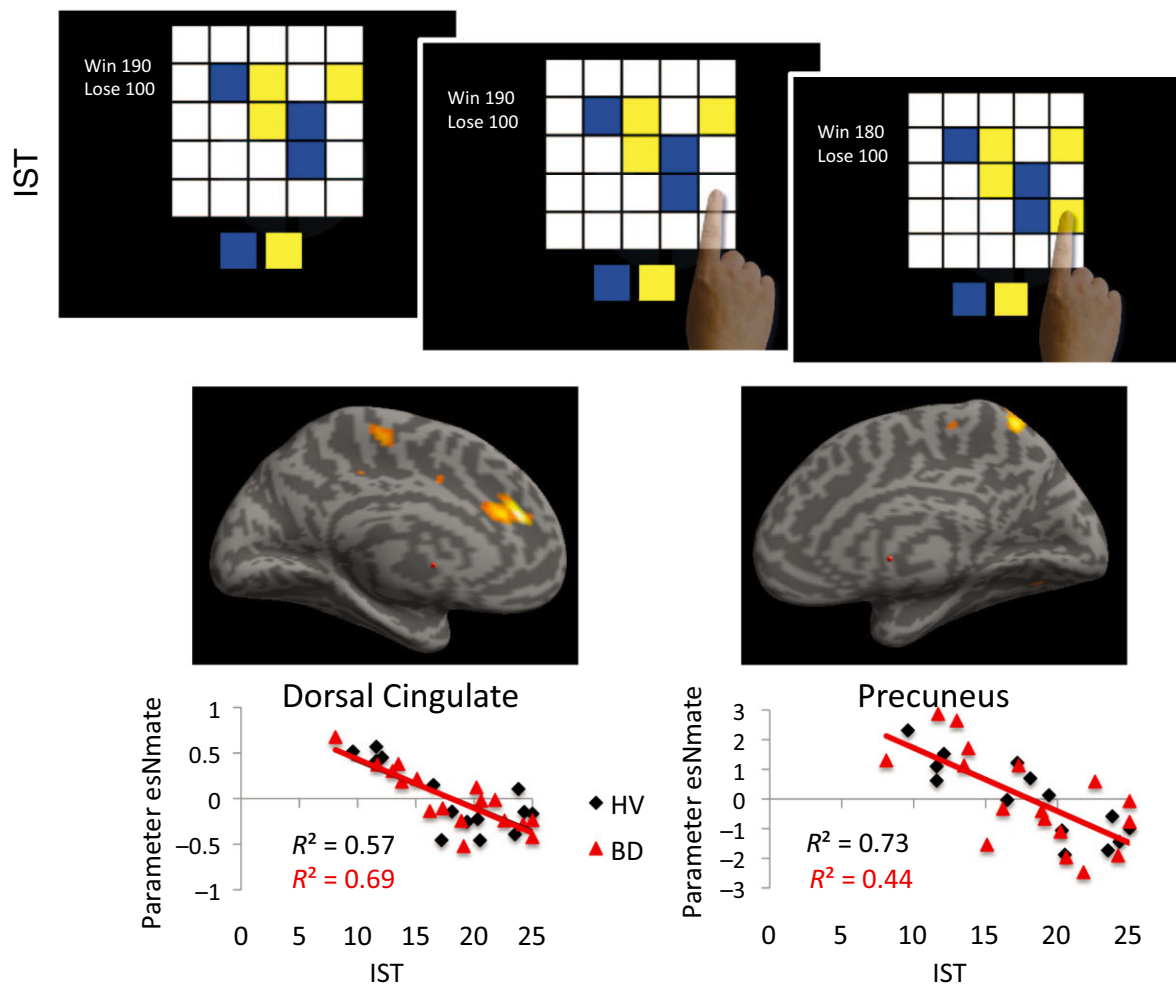 IST
Win 190
Lose 100
Win 190
Lose 100
Win 180
Lose 100
Dorsal Cingulate
Parameter esNmate
1
0.5
0
–0.5
–1
R² = 0.57
R² = 0.69
0 5 10 15 20 25
IST
HV
BD
Precuneus
Parameter esNmate
3
2
1
0
–1
–2
–3
R² = 0.73
R² = 0.44
0 5 10 15 20 25
IST